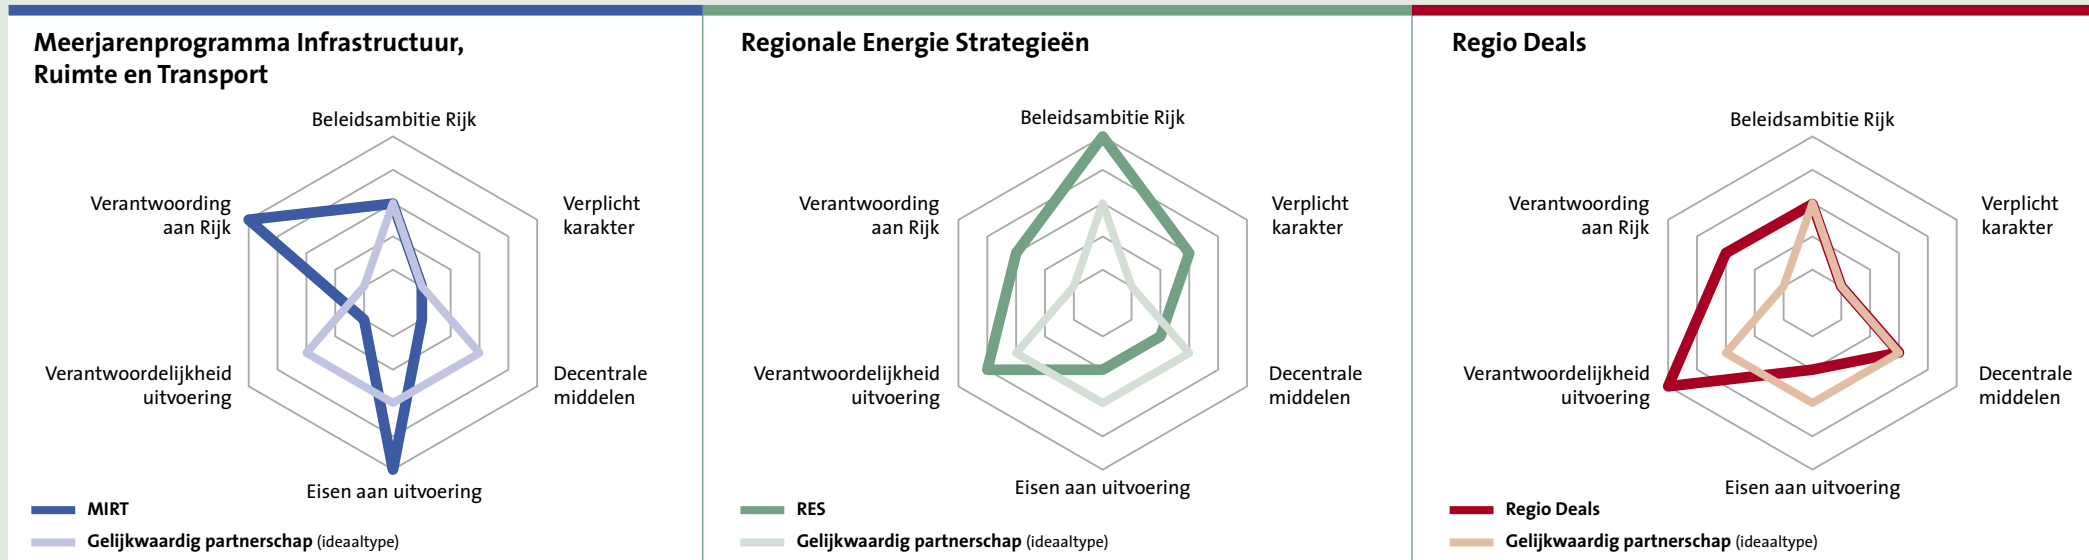 Meerjarenprogramma Infrastructuur,
Ruimte en Transport
Beleidsambitie Rijk
Verplicht
karakter
Decentrale
middelen
Eisen aan uitvoering
Verantwoordelijkheid
uitvoering
Verantwoording
aan Rijk
MIRT
Gelijkwaardig partnerschap (ideaaltype)
Regionale Energie Strategieën
Beleidsambitie Rijk
Verplicht
karakter
Decentrale
middelen
Eisen aan uitvoering
Verantwoordelijkheid
uitvoering
Verantwoording
aan Rijk
RES
Gelijkwaardig partnerschap (ideaaltype)
Regio Deals
Beleidsambitie Rijk
Verplicht
karakter
Decentrale
middelen
Eisen aan uitvoering
Verantwoordelijkheid
uitvoering
Verantwoording
aan Rijk
Regio Deals
Gelijkwaardig partnerschap (ideaaltype)